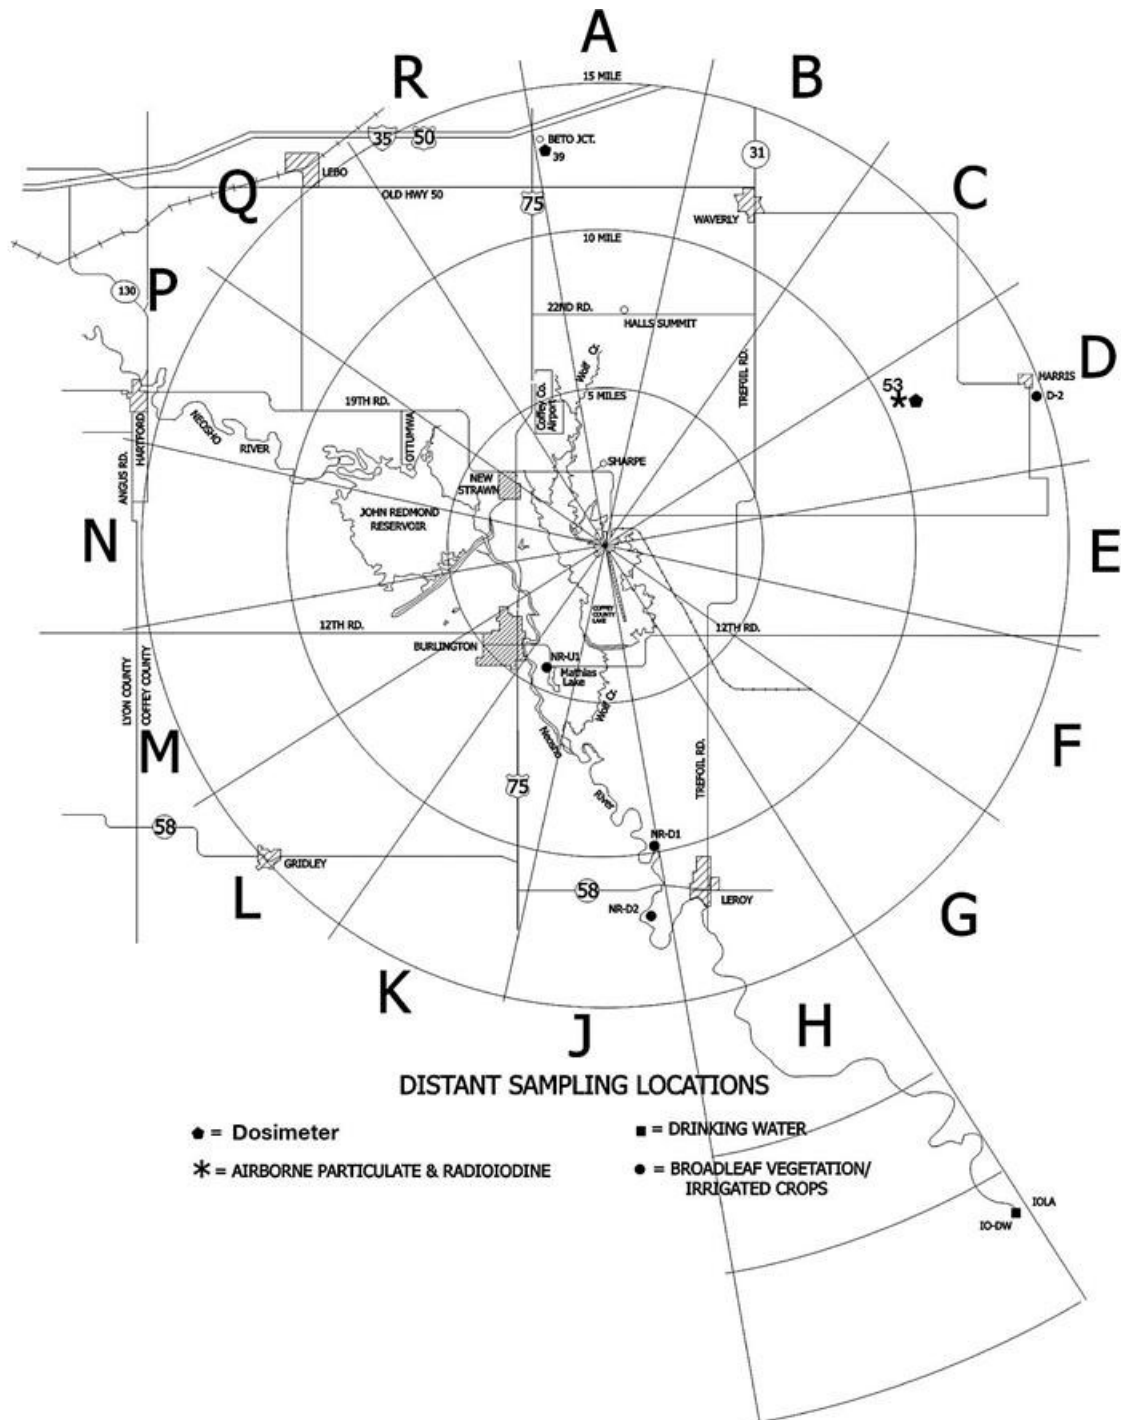 A
R
B
15 MILE
35
50
BETO JCT.
39
31
LEBO
C
Q
OLD HWY 50
75
WAVERLY
10 MILE
P
130
22ND RD.
HALLS SUMMIT
Wolf Cr.
TREFOIL RD.
D
HARRIS
53
5 MILES
D-2
Coffey Co.
Airport
19TH RD.
HARTFORD
NEOSHO
RIVER
OTTUMWA
SHARPE
ANGUS RD.
NEW
STRAWN
JOHN REDMOND
RESERVOIR
N
E
COFFEY
COUNTY
LAKE
12TH RD.
12TH RD.
BURLINGTON
NR-U1
Mathias
Lake
LYON COUNTY
COFFEY COUNTY
Wolf Cr.
M
Neosho
F
TREFOIL RD.
75
River
58
NR-D1
GRIDLEY
58
LEROY
L
NR-D2
G
K
J
H
DISTANT SAMPLING LOCATIONS
= Dosimeter
= DRINKING WATER
= AIRBORNE PARTICULATE & RADIOIODINE
= BROADLEAF VEGETATION/
IRRIGATED CROPS
IOLA
IO-DW